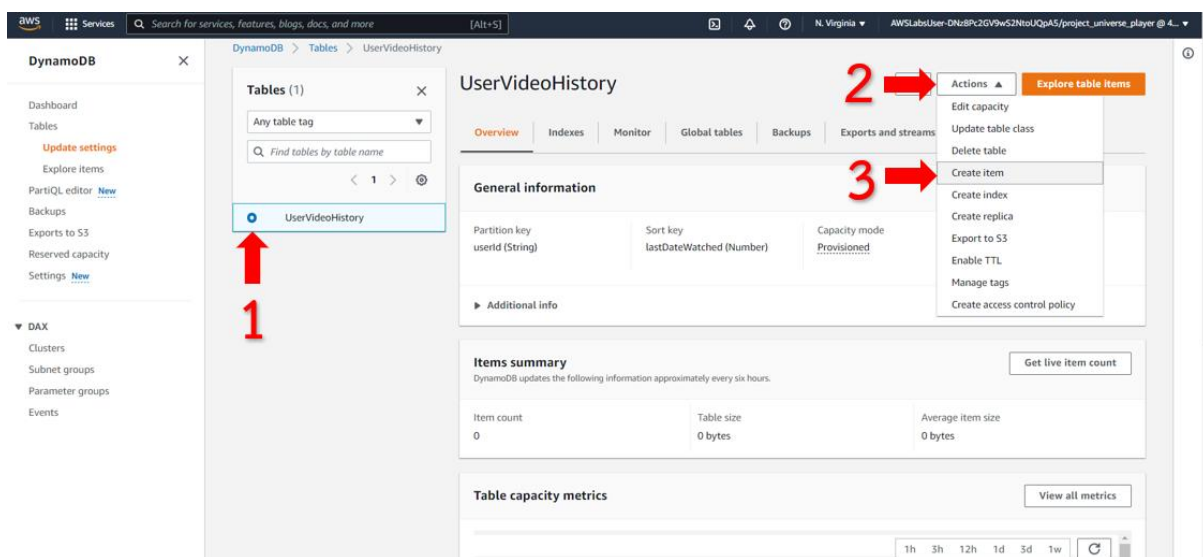 aws
Services
Search for services, features, blogs, docs, and more
[Alt+S]
N. Virginia
AWSLabsUser-DNz8Pc2GV9wS2NtoUQpA5/project_universe_player @ 4...
DynamoDB
Dashboard
Tables
Update settings
Explore items
PartiQL editor New
Backups
Exports to S3
Reserved capacity
Settings New
DAX
Clusters
Subnet groups
Parameter groups
Events
DynamoDB > Tables > UserVideoHistory
Tables (1)
Any table tag
Find tables by table name
< 1 >
UserVideoHistory
1
UserVideoHistory
2
Actions
Explore table items
Edit capacity
Update table class
Delete table
3
Create item
Create index
Create replica
Export to S3
Enable TTL
Manage tags
Create access control policy
Overview Indexes Monitor Global tables Backups Exports and streams
General information
Partition key
userId (String)
Sort key
lastDateWatched (Number)
Capacity mode
Provisioned
Additional info
Items summary
Get live item count
DynamoDB updates the following information approximately every six hours.
Item count
0
Table size
0 bytes
Average item size
0 bytes
Table capacity metrics
View all metrics
1h 3h 12h 1d 3d 1w